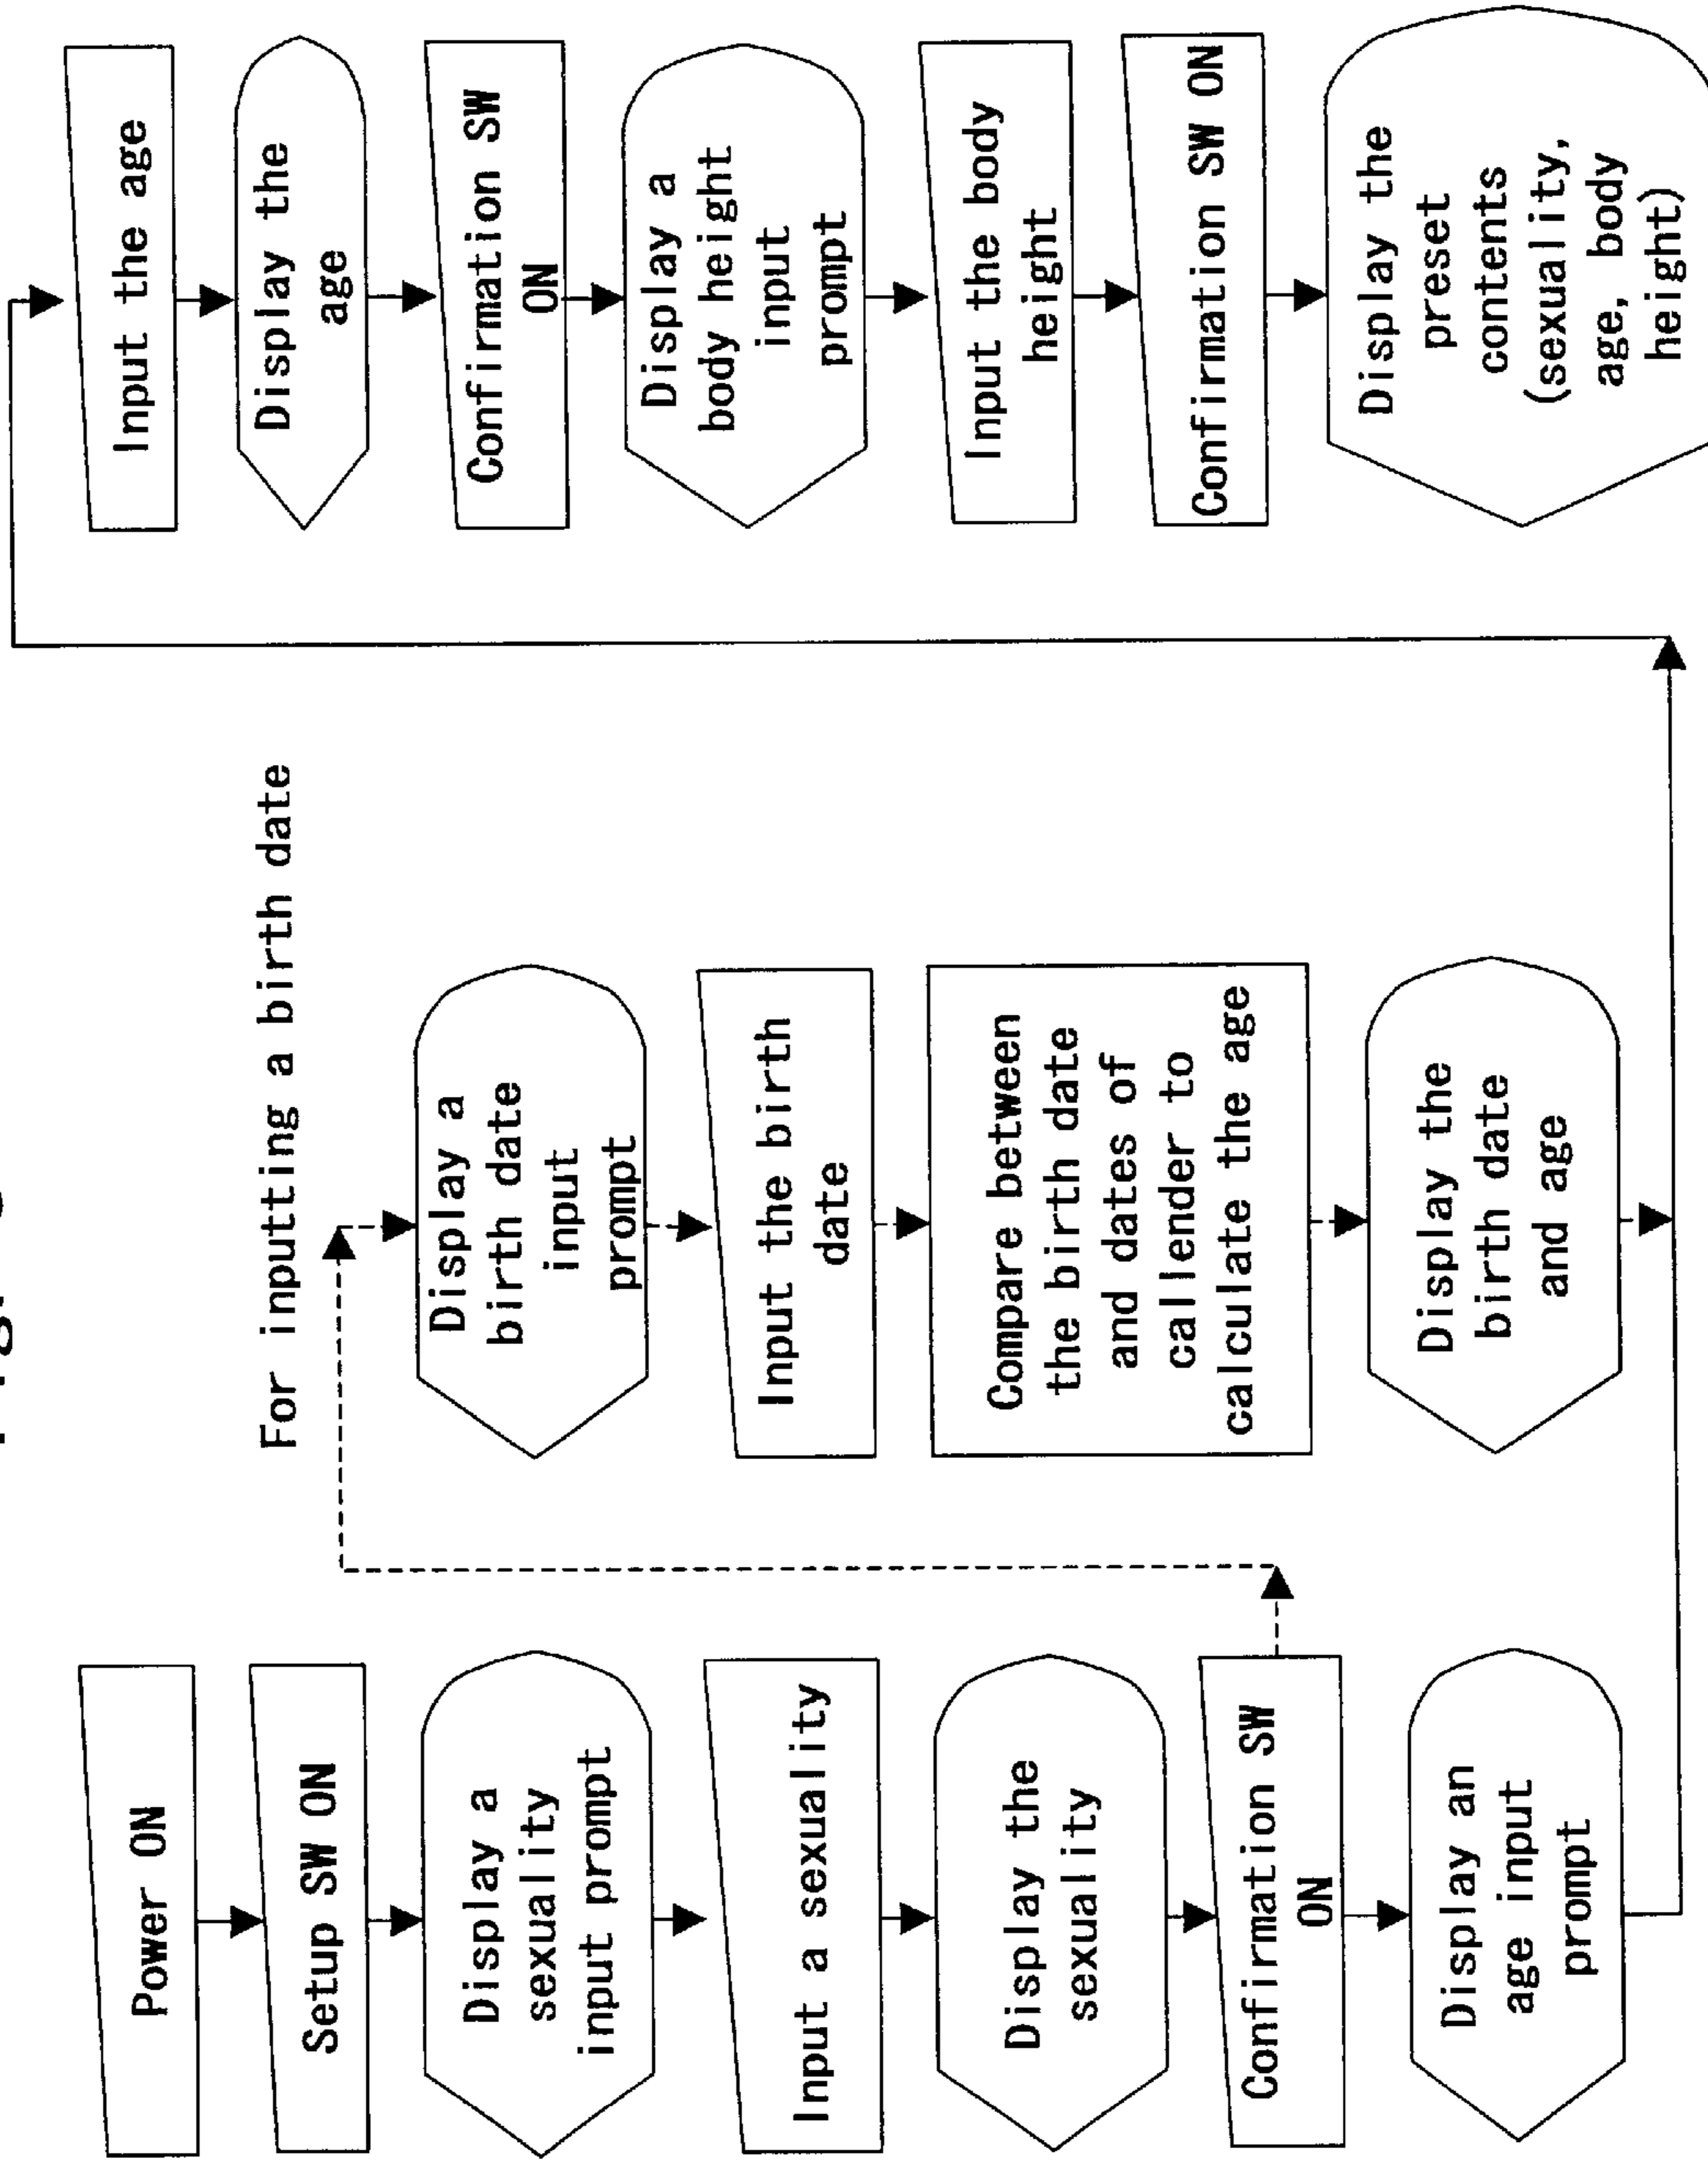 For inputting a birth date
Power ON
Setup SW ON
Display a
sexuality
input prompt
Input a sexuality
Display the
sexuality
Confirmation SW
ON
Display an
age input
prompt
Display a
birth date
input
prompt
Input the birth
date
Compare between
the birth date
and dates of
callender to
calculate the age
Display the
birth date
and age
Input the age
Display the
age
Confirmation SW
ON
Display a
body height
input
prompt
Input the body
height
Confirmation SW ON
Display the
preset
contents
(sexuality,
age, body
height)